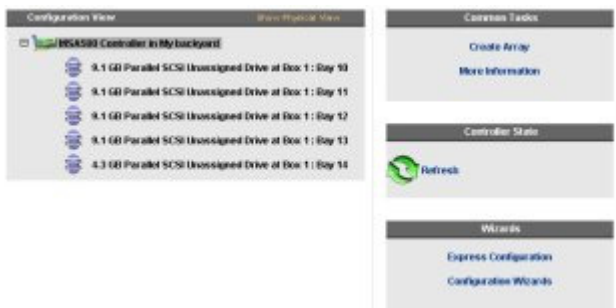 Configuration View
Show Physical View
MSA500 Controller in My backyard
9.1 GB Parallel SCSI Unassigned Drive at Box 1: Bay 10
9.1 GB Parallel SCSI Unassigned Drive at Box 1: Bay 11
9.1 GB Parallel SCSI Unassigned Drive at Box 1: Bay 12
9.1 GB Parallel SCSI Unassigned Drive at Box 1: Bay 13
4.3 GB Parallel SCSI Unassigned Drive at Box 1: Bay 14
Common Tasks
Create Array
More Information
Controller State
Refresh
Wizards
Express Configuration
Configuration Wizards